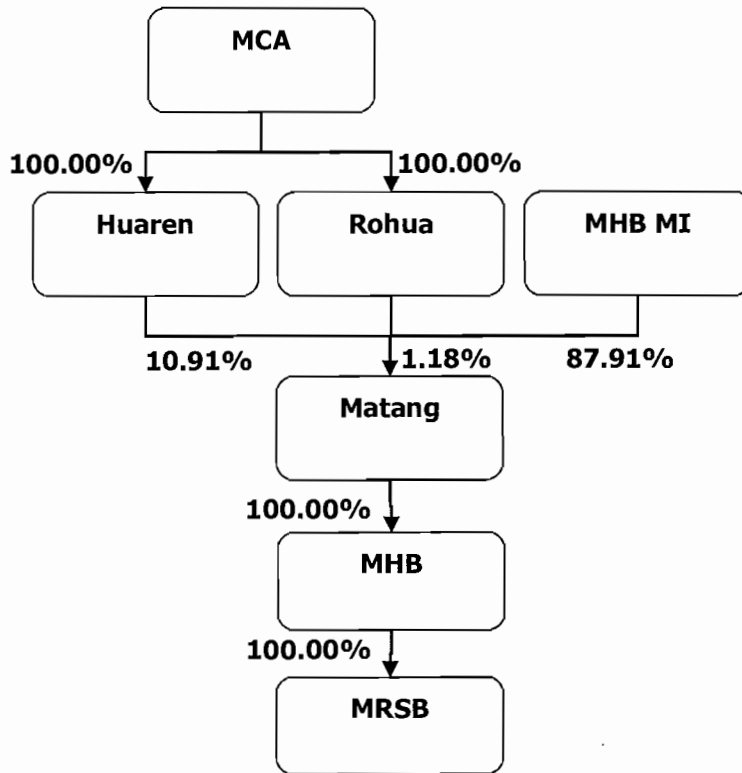 MCA
100.00% 100.00%
Huaren Rohua MHB MI
10.91% 1.18% 87.91%
Matang
100.00%
MHB
100.00%
MRSB